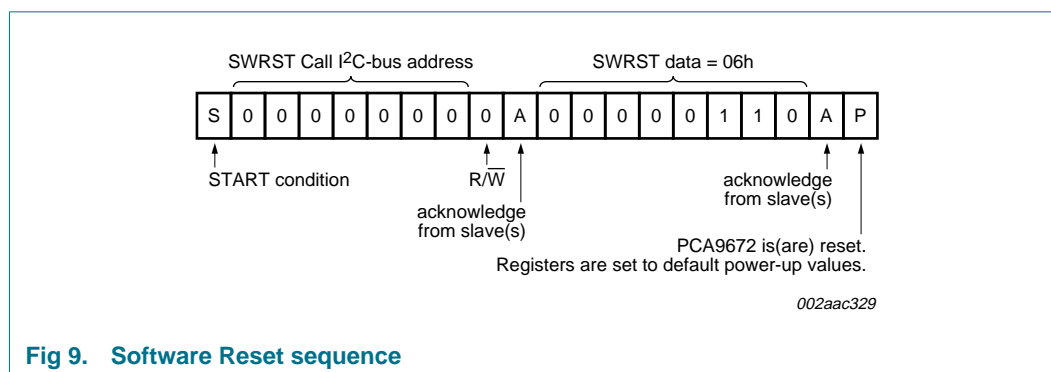 SWRST Call I2C-bus address SWRST data = 06h
S 0 0 0 0 0 0 0 0 A 0 0 0 0 0 1 1 0 A P
START condition R/W acknowledge
acknowledge from slave(s)
from slave(s)
PCA9672 is(are) reset.
Registers are set to default power-up values.
002aac329
Fig 9. Software Reset sequence